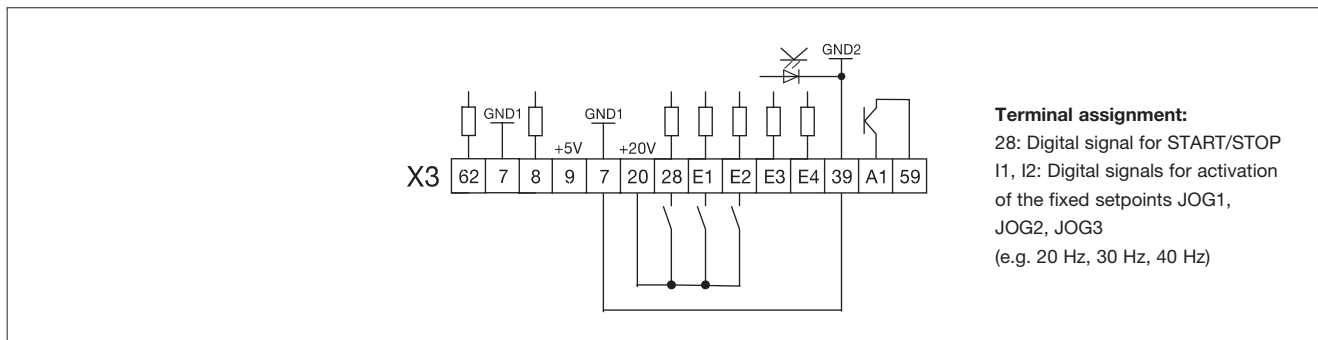 GND2
GND1
GND1
+5V
+20V
X3 62 7 8 9 7 20 28 E1 E2 E3 E4 39 A1 59
Terminal assignment:
28: Digital signal for START/STOP
I1, I2: Digital signals for activation
of the fixed setpoints JOG1,
JOG2, JOG3
(e.g. 20 Hz, 30 Hz, 40 Hz)